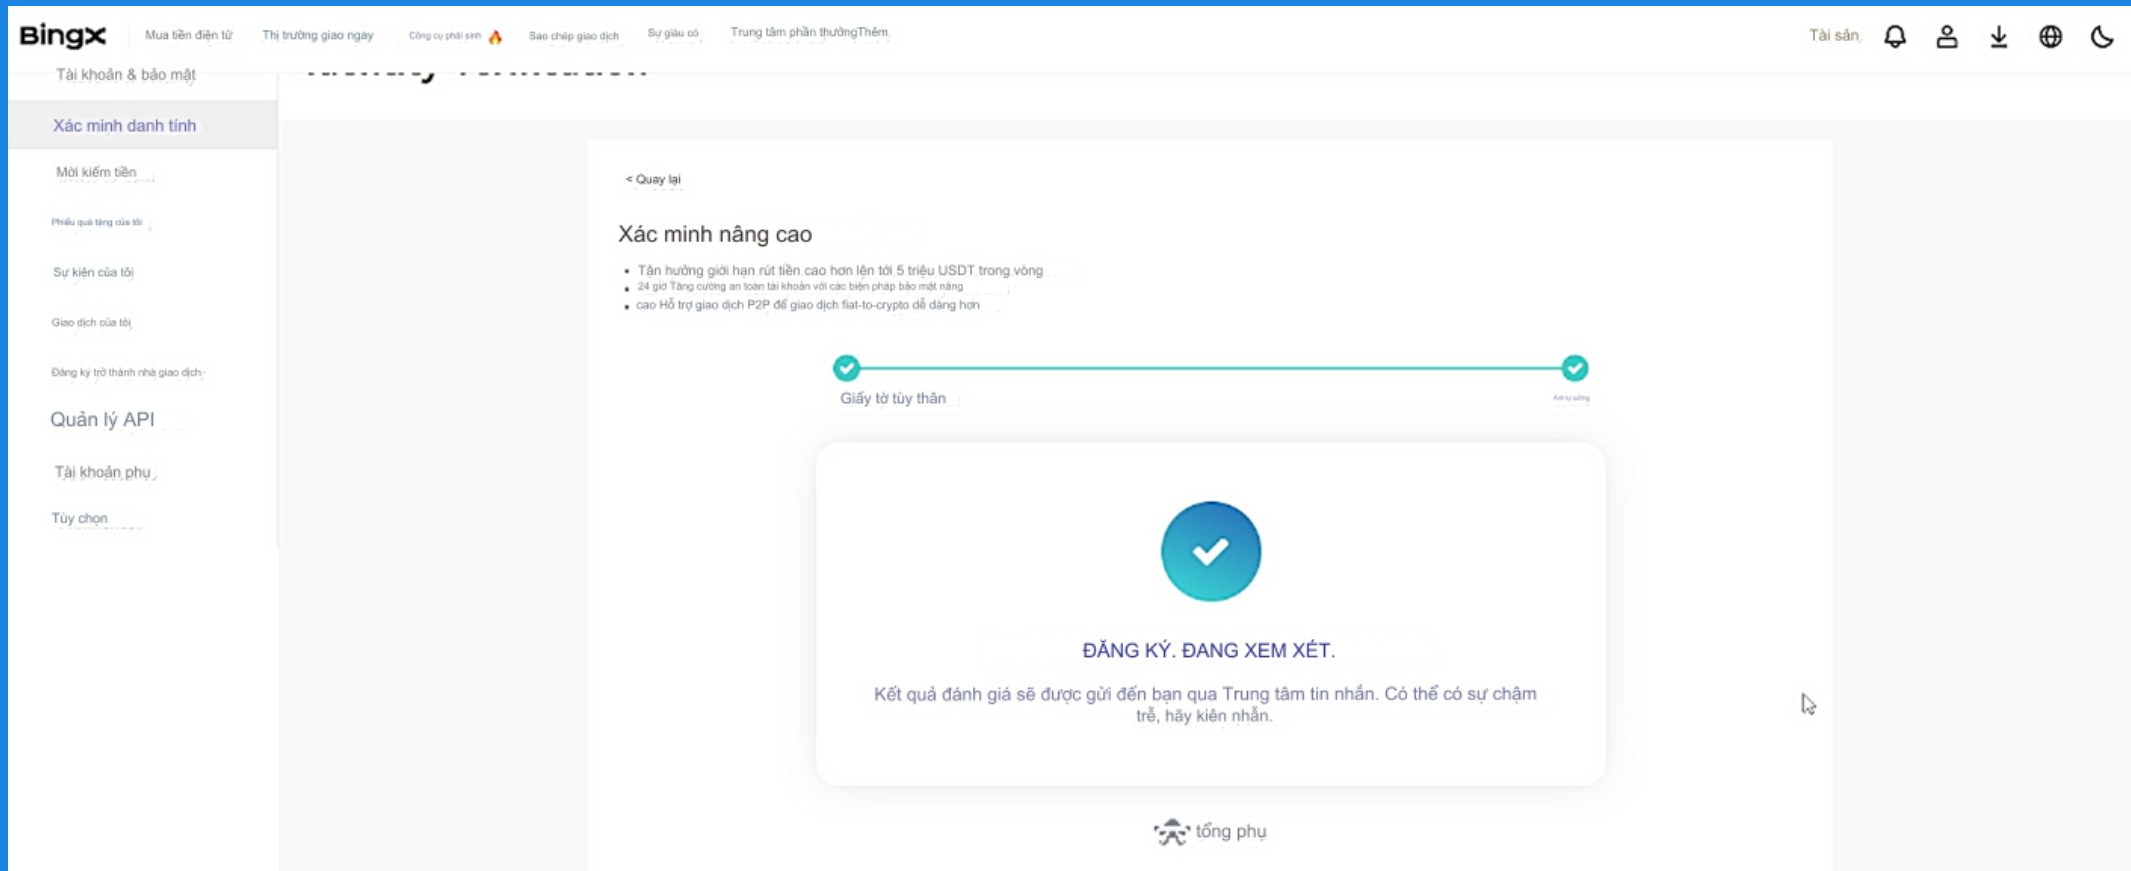 BingX
Mua tiền điện tử
Thị trường giao ngay
Công cụ phái sinh
Sao chép giao dịch
Sự giàu có
Trung tâm phần thưởngThêm
Tài sản
Tài khoản & bảo mật
Xác minh danh tính
Mời kiếm tiền
Phiếu quà tặng của tôi
Sự kiện của tôi
Giao dịch của tôi
Đăng ký trở thành nhà giao dịch
Quản lý API
Tài khoản phụ
Tùy chọn
< Quay lại
Xác minh nâng cao
• Tận hưởng giới hạn rút tiền cao hơn lên tới 5 triệu USDT trong vòng
• 24 giờ Tăng cường an toàn tài khoản với các biện pháp bảo mật nâng
• cao Hỗ trợ giao dịch P2P để giao dịch fiat-to-crypto dễ dàng hơn
Giấy tờ tùy thân
ĐĂNG KÝ. ĐANG XEM XÉT.
Kết quả đánh giá sẽ được gửi đến bạn qua Trung tâm tin nhắn. Có thể có sự chậm
trễ, hãy kiên nhẫn.
tổng phụ